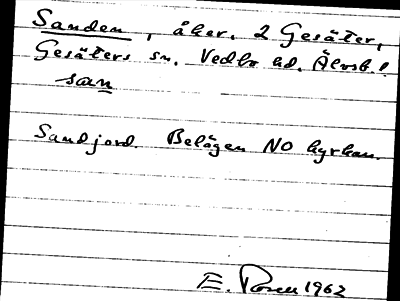 Sanden, åker. 2 Gesäter,
Gesäters sn. Vedbo hd. Älvsb. l
san
Sandjord. Belägen NO kyrkan.
E. Rosen 1962